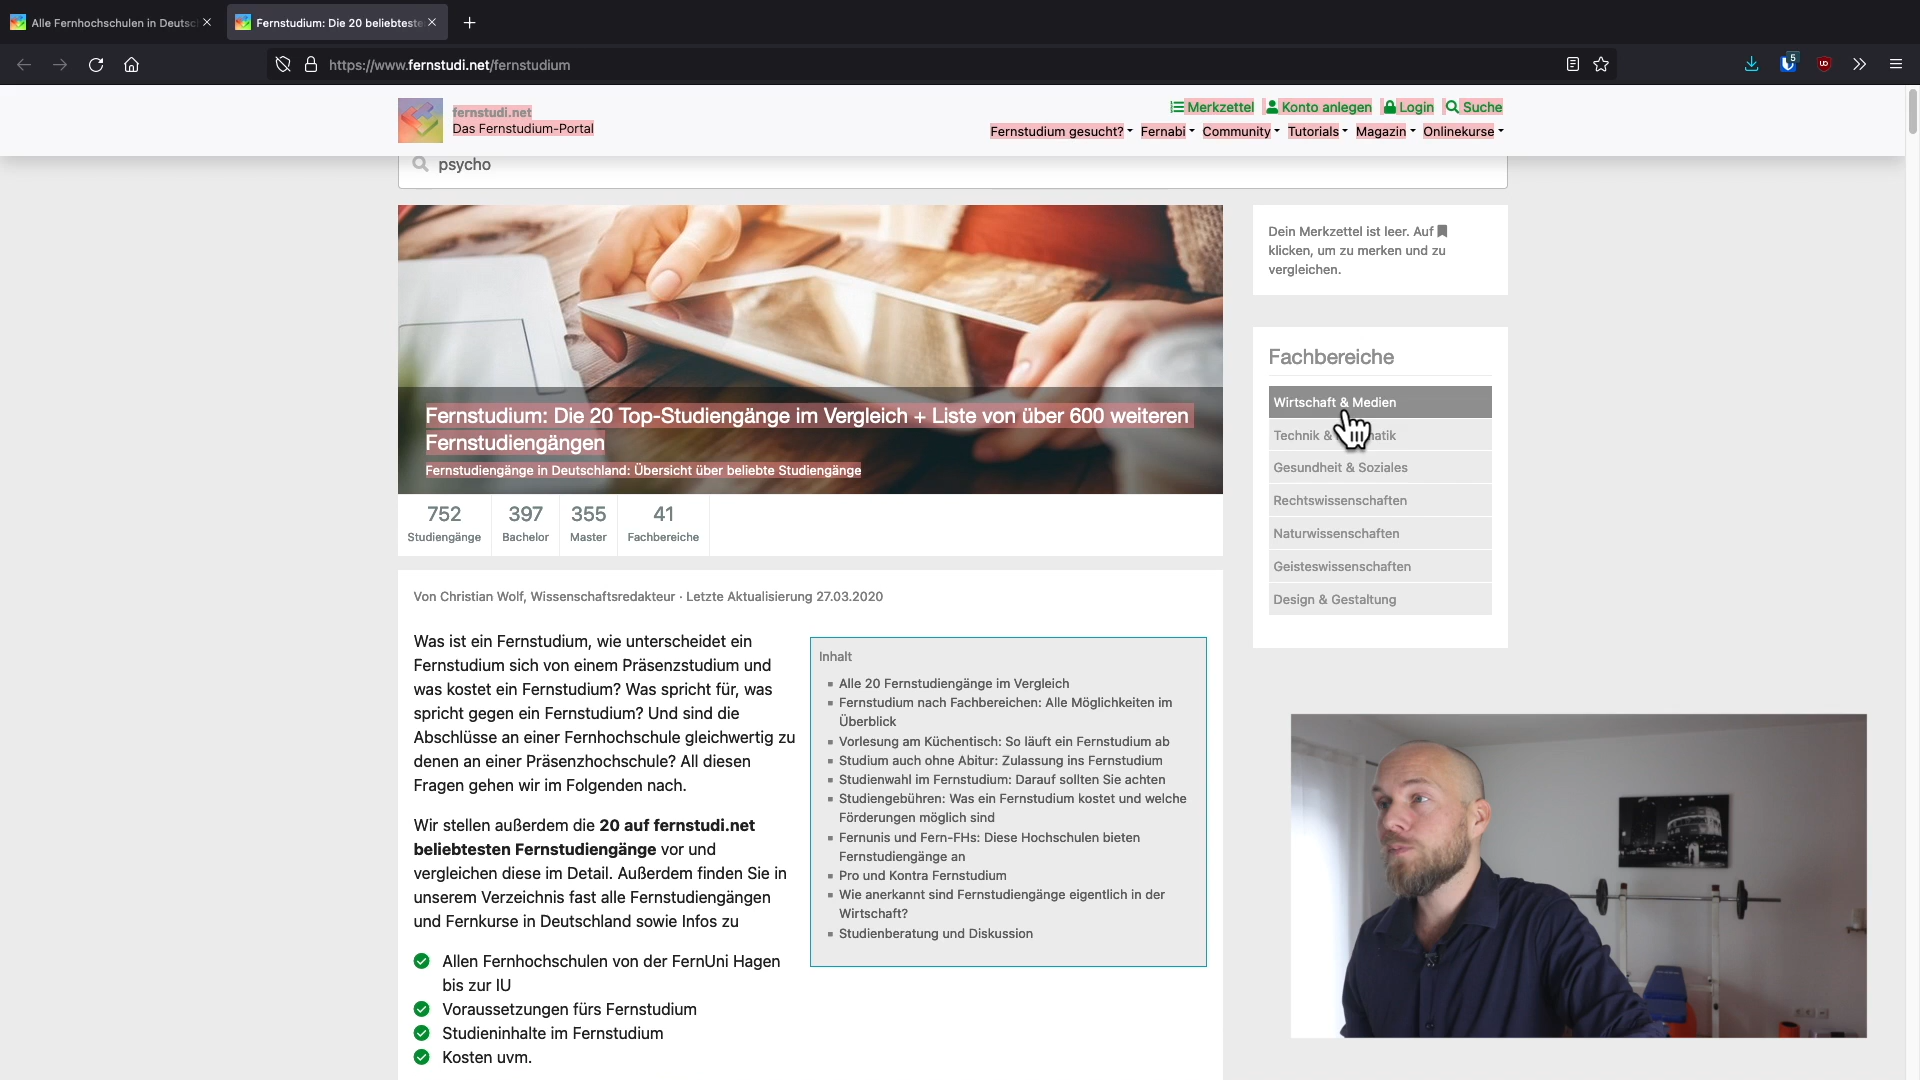 Alle Fernhochschulen in Deutsc
Fernstudium: Die 20 beliebteste
https://www.fernstudi.net/fernstudium
5
fernstudi.net
Das Fernstudium-Portal
Merkzettel Konto anlegen Login Suche
Fernstudium gesucht? Fernabi Community Tutorials Magazin Onlinekurse
psycho
Fernstudium: Die 20 Top-Studiengänge im Vergleich + Liste von über 600 weiteren
Fernstudiengängen
Fernstudiengänge in Deutschland: Übersicht über beliebte Studiengänge
752 397 355 41
Studiengänge Bachelor Master Fachbereiche
Von Christian Wolf, Wissenschaftsredakteur · Letzte Aktualisierung 27.03.2020
Was ist ein Fernstudium, wie unterscheidet ein
Fernstudium sich von einem Präsenzstudium und
was kostet ein Fernstudium? Was spricht für, was
spricht gegen ein Fernstudium? Und sind die
Abschlüsse an einer Fernhochschule gleichwertig zu
denen an einer Präsenzhochschule? All diesen
Fragen gehen wir im Folgenden nach.
Wir stellen außerdem die 20 auf fernstudi.net
beliebtesten Fernstudiengänge vor und
vergleichen diese im Detail. Außerdem finden Sie in
unserem Verzeichnis fast alle Fernstudiengängen
und Fernkurse in Deutschland sowie Infos zu
Allen Fernhochschulen von der FernUni Hagen
bis zur IU
Voraussetzungen fürs Fernstudium
Studieninhalte im Fernstudium
Kosten uvm.
Inhalt
Alle 20 Fernstudiengänge im Vergleich
Fernstudium nach Fachbereichen: Alle Möglichkeiten im
Überblick
Vorlesung am Küchentisch: So läuft ein Fernstudium ab
Studium auch ohne Abitur: Zulassung ins Fernstudium
Studienwahl im Fernstudium: Darauf sollten Sie achten
Studiengebühren: Was ein Fernstudium kostet und welche
Förderungen möglich sind
Fernunis und Fern-FHs: Diese Hochschulen bieten
Fernstudiengänge an
Pro und Kontra Fernstudium
Wie anerkannt sind Fernstudiengänge eigentlich in der
Wirtschaft?
Studienberatung und Diskussion
Dein Merkzettel ist leer. Auf
klicken, um zu merken und zu
vergleichen.
Fachbereiche
Wirtschaft & Medien
Technik & matik
Gesundheit & Soziales
Rechtswissenschaften
Naturwissenschaften
Geisteswissenschaften
Design & Gestaltung